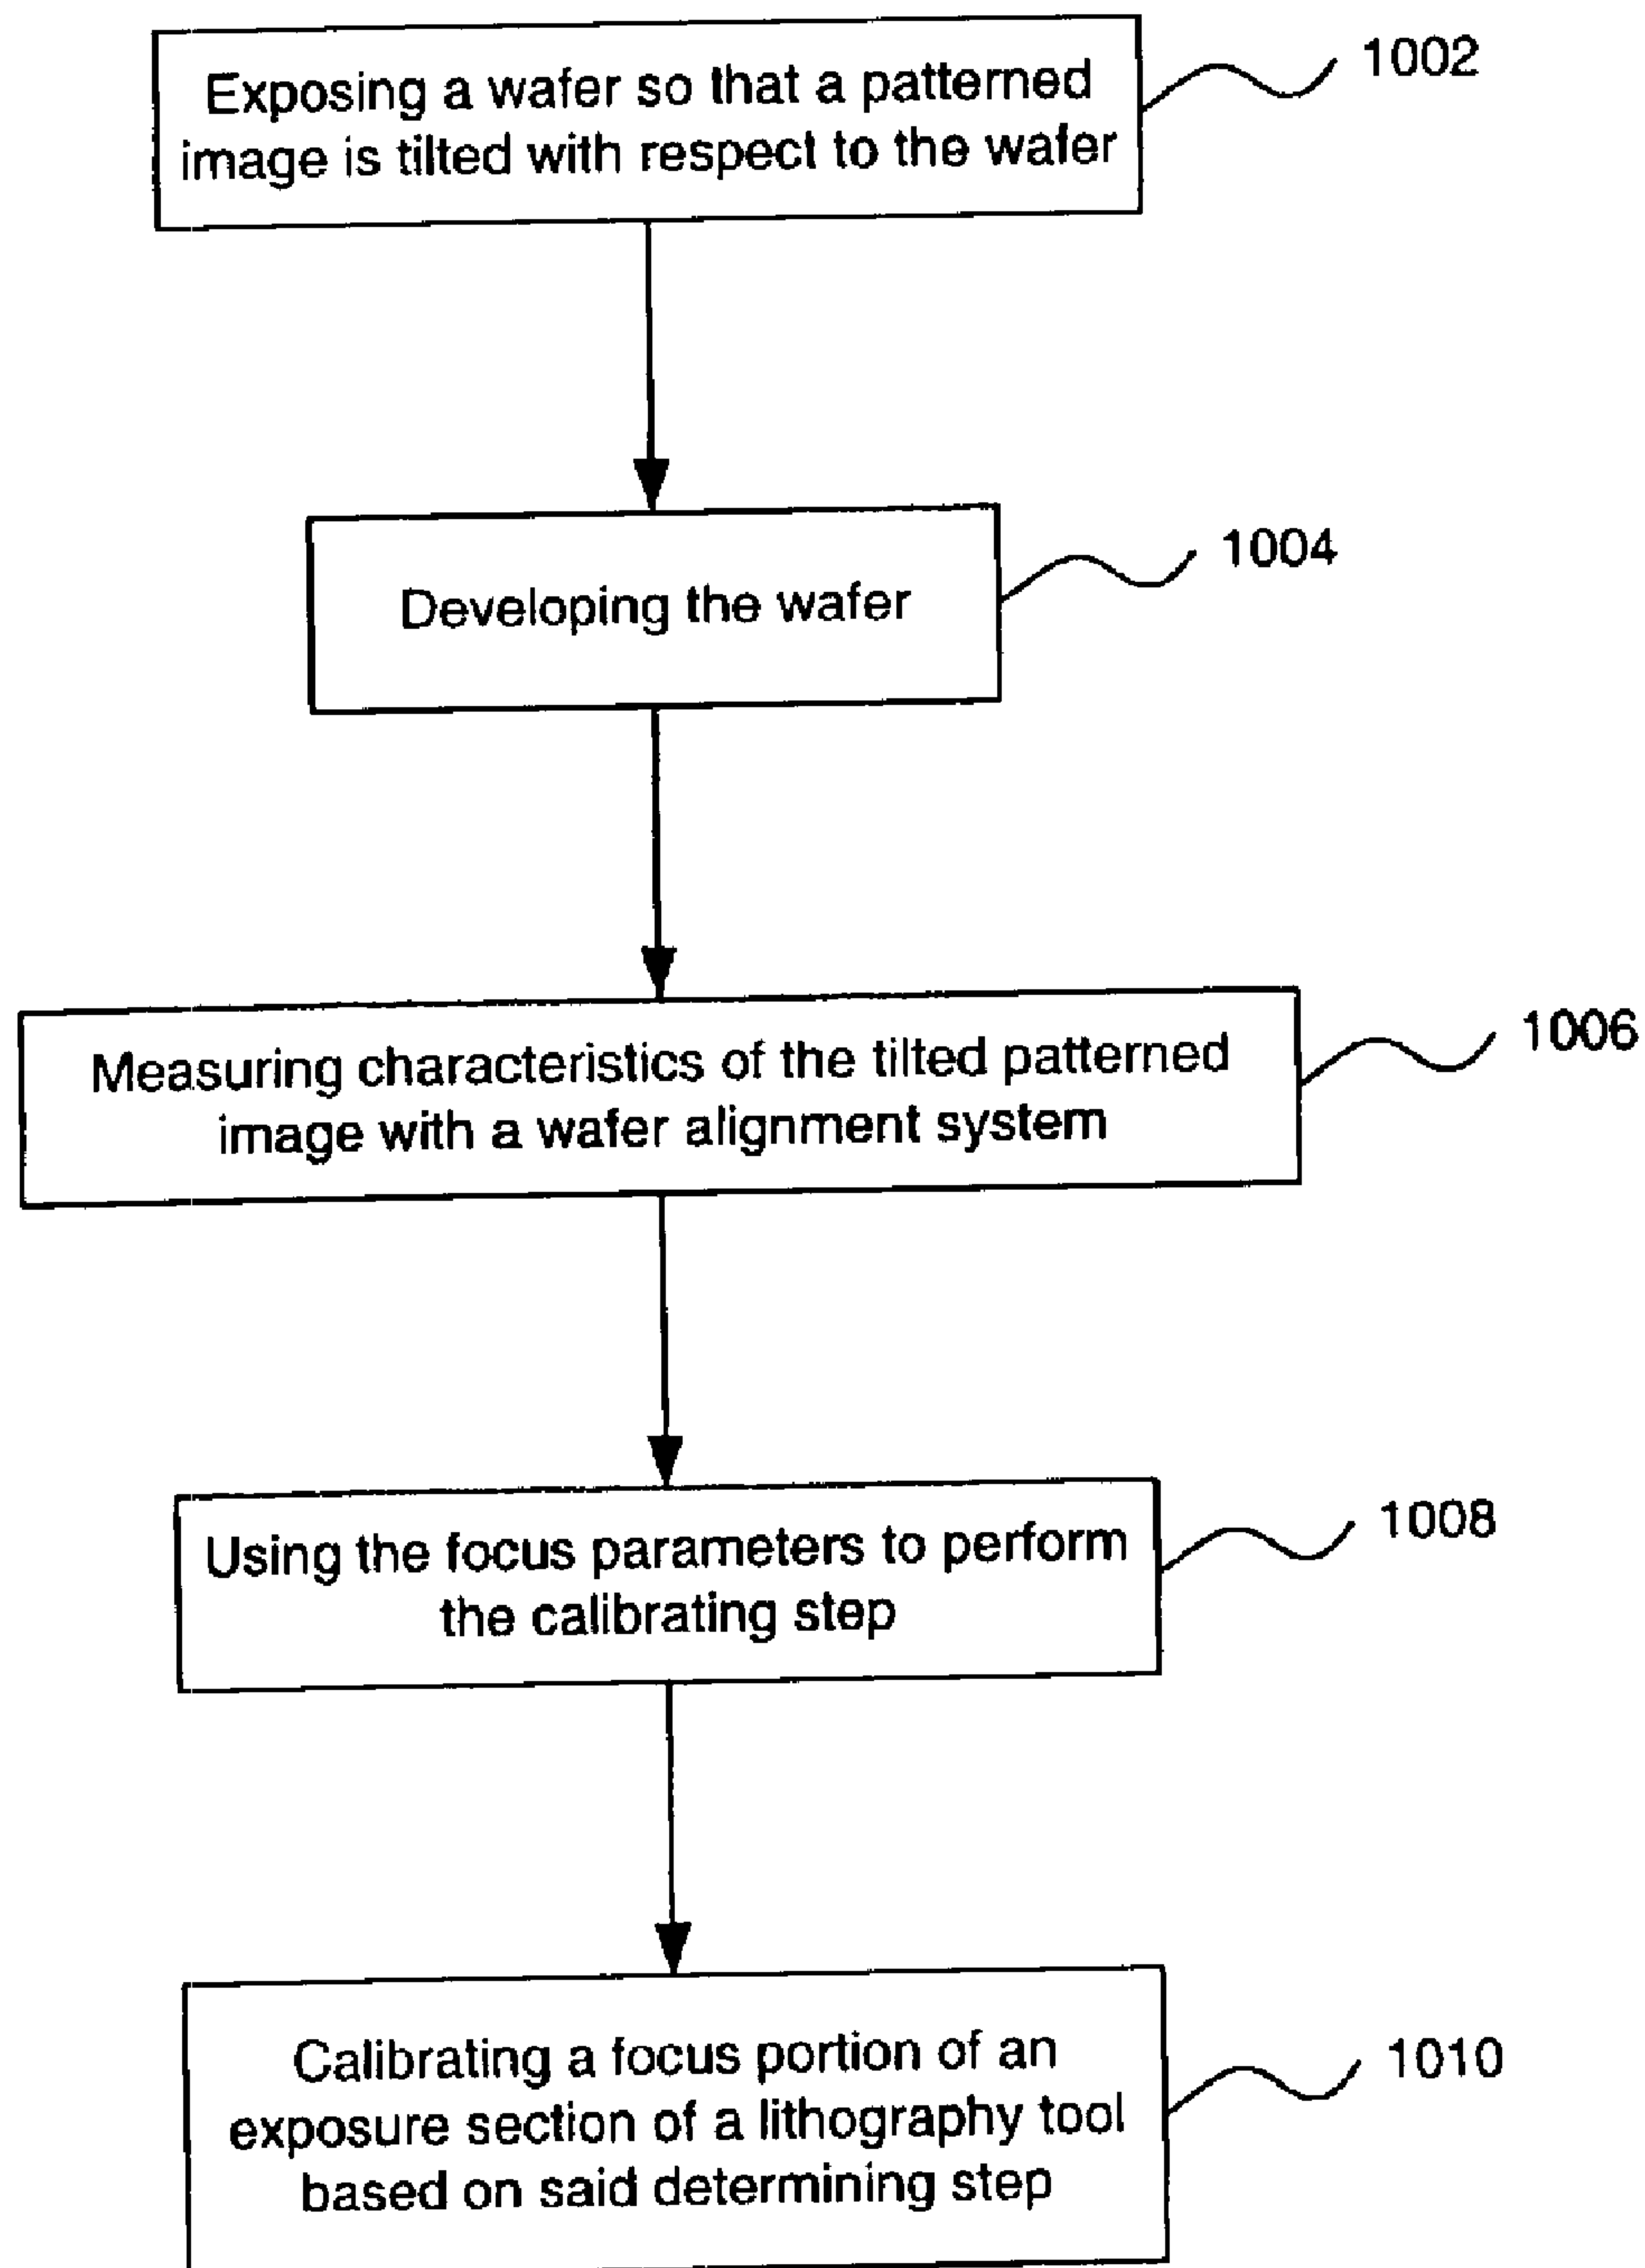 Exposing a wafer so that a patterned
image is tilted with respect to the wafer
1002
Developing the wafer
1004
Measuring characteristics of the tilted patterned
image with a wafer alignment system
1006
Using the focus parameters to perform
the calibrating step
1008
Calibrating a focus portion of an
exposure section of a lithography tool
based on said determining step
1010